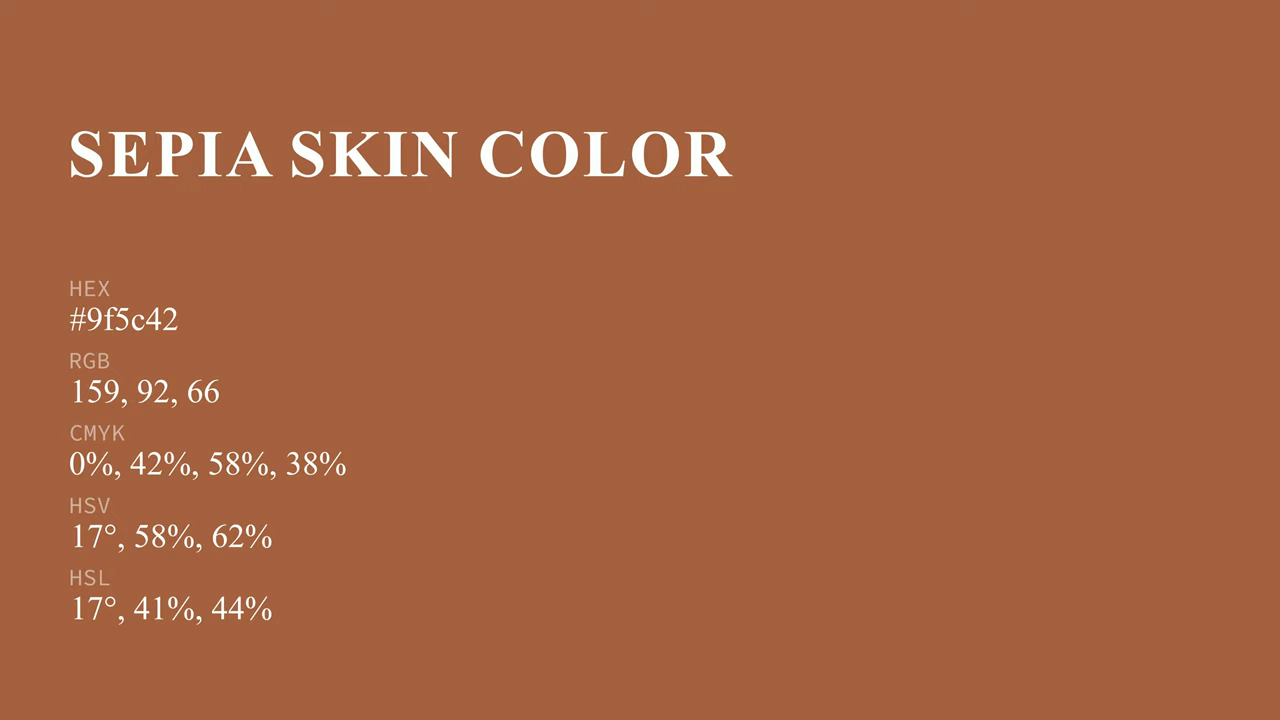 SEPIA SKIN COLOR
HEX
#9f5c42
RGB
159, 92, 66
CMYK
0%, 42%, 58%, 38%
HSV
17°, 58%, 62%
HSL
17°, 41%, 44%